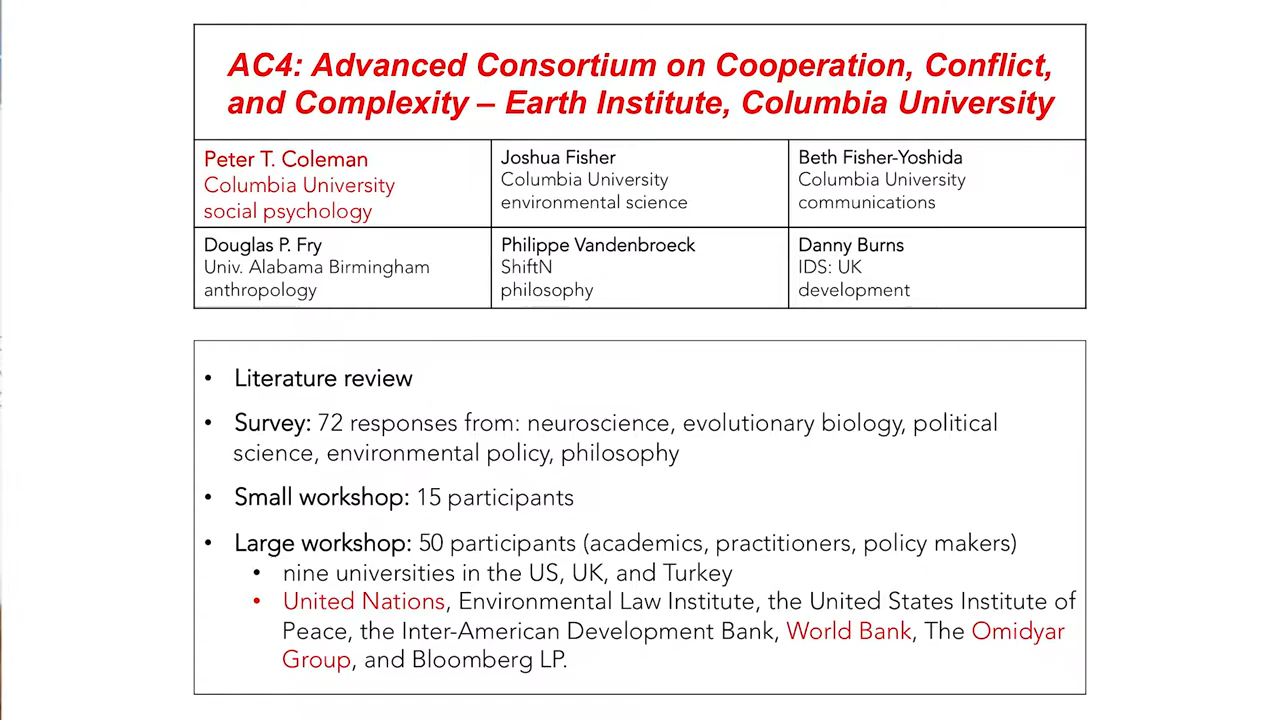 AC4: Advanced Consortium on Cooperation, Conflict,
and Complexity – Earth Institute, Columbia University
Peter T. Coleman
Columbia University
social psychology
Joshua Fisher
Columbia University
environmental science
Beth Fisher-Yoshida
Columbia University
communications
Douglas P. Fry
Univ. Alabama Birmingham
anthropology
Philippe Vandenbroeck
ShiftN
philosophy
Danny Burns
IDS: UK
development
• Literature review
• Survey: 72 responses from: neuroscience, evolutionary biology, political
science, environmental policy, philosophy
• Small workshop: 15 participants
• Large workshop: 50 participants (academics, practitioners, policy makers)
• nine universities in the US, UK, and Turkey
• United Nations, Environmental Law Institute, the United States Institute of
Peace, the Inter-American Development Bank, World Bank, The Omidyar
Group, and Bloomberg LP.